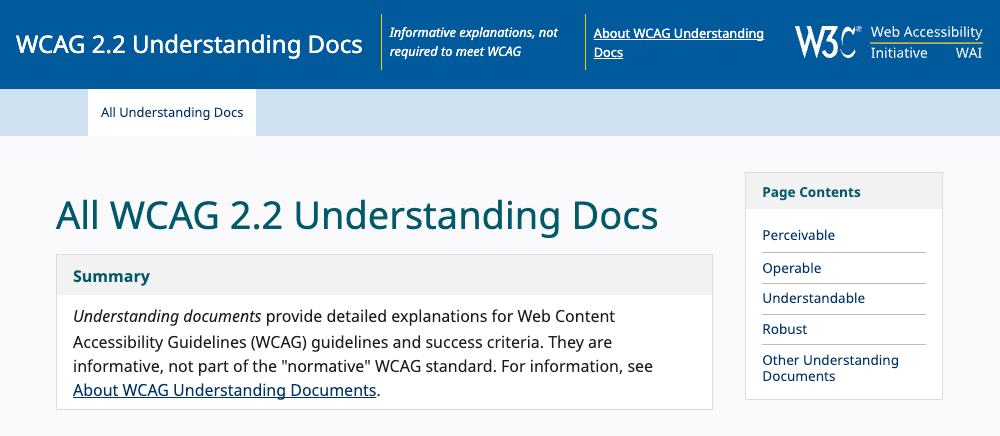 WCAG 2.2 Understanding Docs
Informative explanations, not
required to meet WCAG
About WCAG Understanding
Docs
W3C® Web Accessibility
Initiative WAI
All Understanding Docs
All WCAG 2.2 Understanding Docs
Summary
Understanding documents provide detailed explanations for Web Content
Accessibility Guidelines (WCAG) guidelines and success criteria. They are
informative, not part of the "normative" WCAG standard. For information, see
About WCAG Understanding Documents.
Page Contents
Perceivable
Operable
Understandable
Robust
Other Understanding
Documents